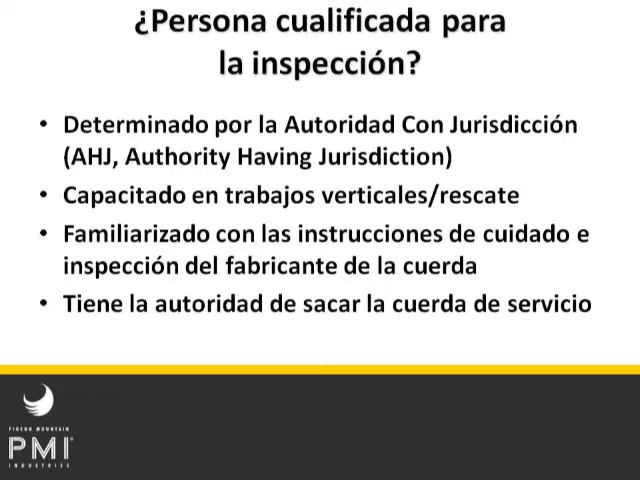 ¿Persona cualificada para
la inspección?
• Determinado por la Autoridad Con Jurisdicción
(AHJ, Authority Having Jurisdiction)
• Capacitado en trabajos verticales/rescate
• Familiarizado con las instrucciones de cuidado e
inspección del fabricante de la cuerda
• Tiene la autoridad de sacar la cuerda de servicio
PIGEON MOUNTAIN
PMI®
INDUSTRIES